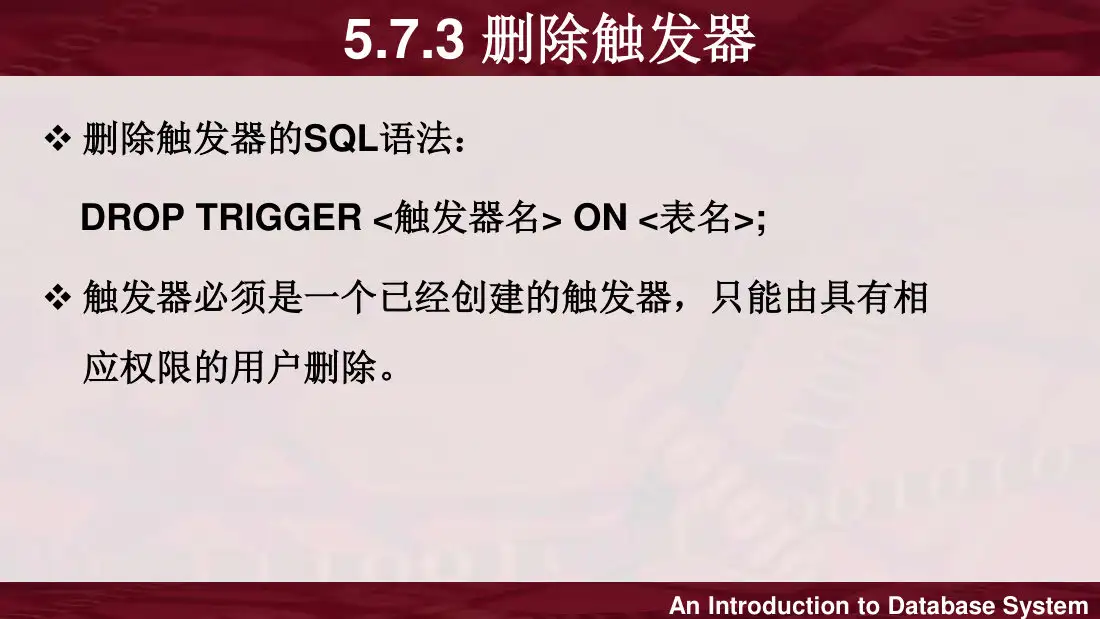 5.7.3 删除触发器
❖ 删除触发器的SQL语法：
DROP TRIGGER <触发器名> ON <表名>;
❖ 触发器必须是一个已经创建的触发器，只能由具有相
应权限的用户删除。
An Introduction to Database System